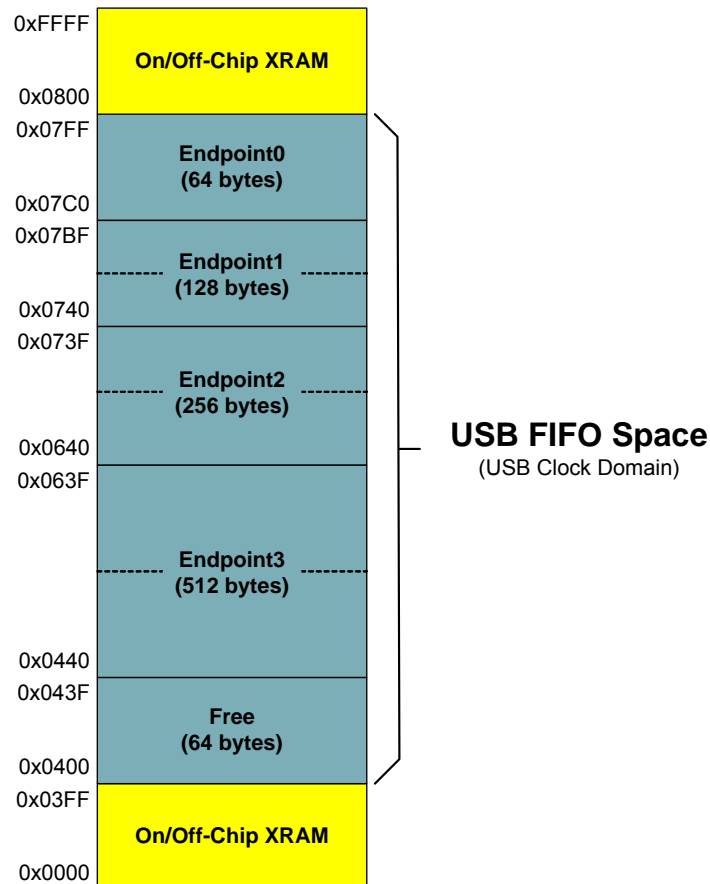 0xFFFF
On/Off-Chip XRAM
0x0800
0x07FF
Endpoint0
(64 bytes)
0x07C0
0x07BF
Endpoint1
(128 bytes)
0x0740
0x073F
Endpoint2
(256 bytes)
0x0640
0x063F
Endpoint3
(512 bytes)
0x0440
0x043F
Free
(64 bytes)
0x0400
0x03FF
On/Off-Chip XRAM
0x0000
USB FIFO Space
(USB Clock Domain)